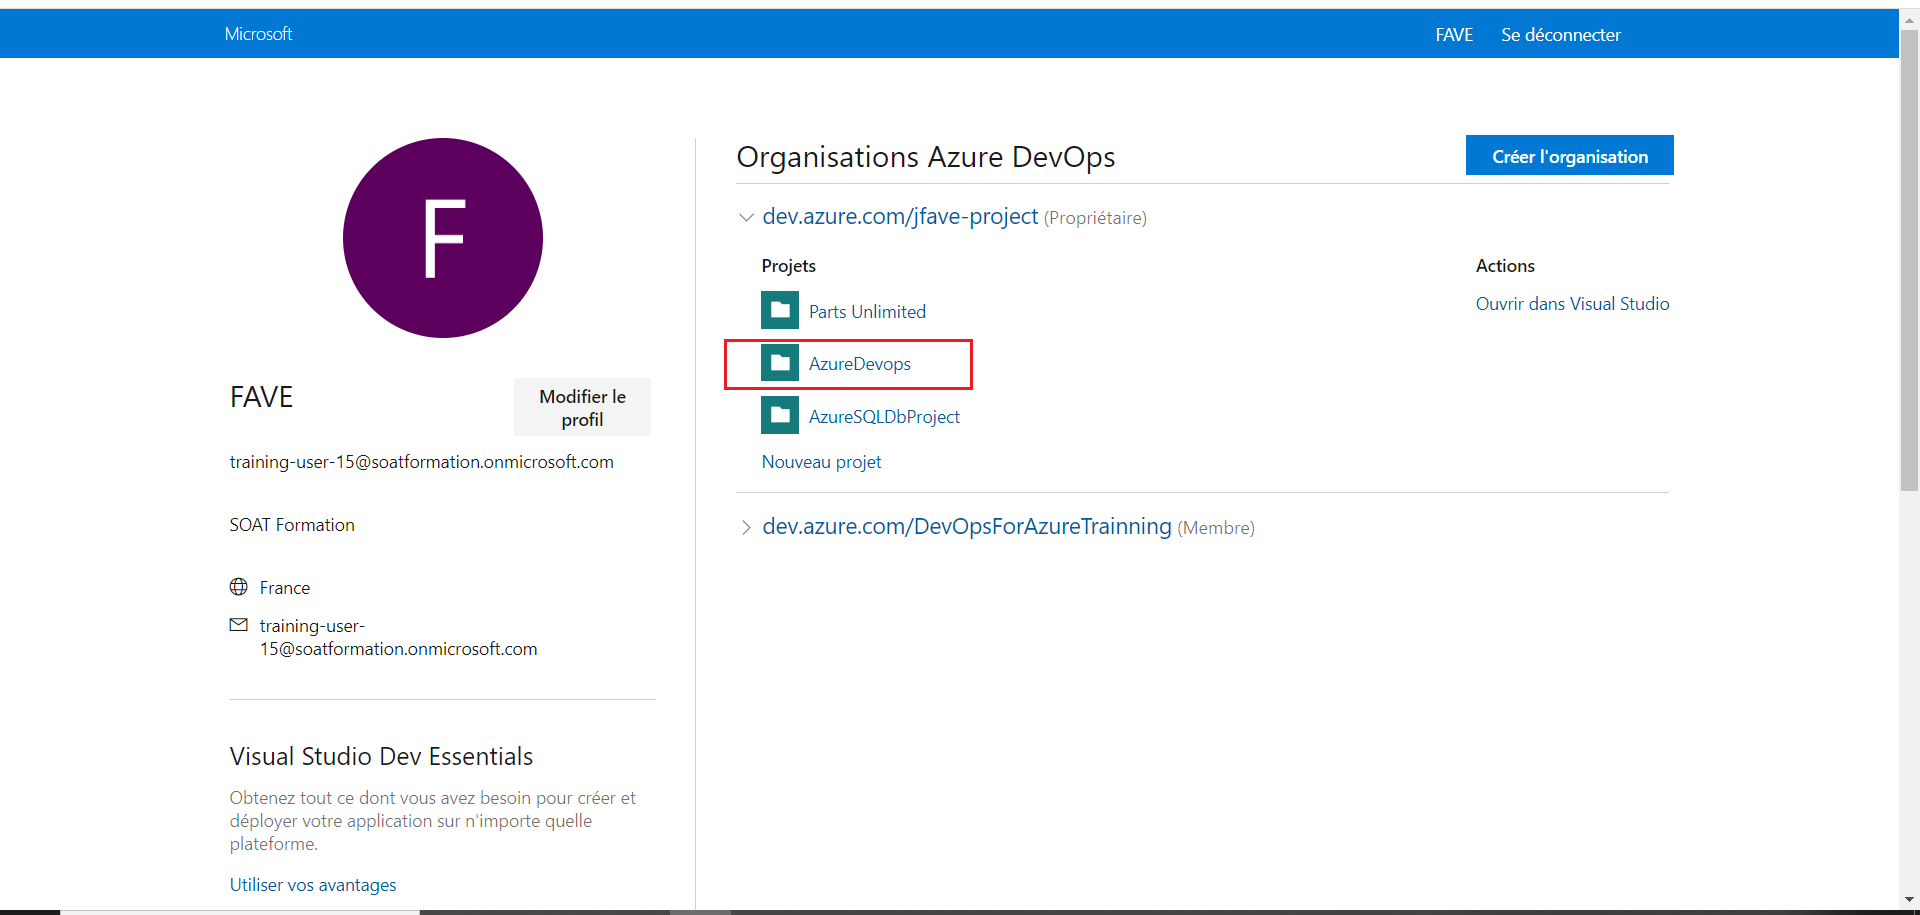 Microsoft
FAVE
Se déconnecter
F
FAVE
Modifier le
profil
training-user-15@soatformation.onmicrosoft.com
SOAT Formation
France
training-user-
15@soatformation.onmicrosoft.com
Visual Studio Dev Essentials
Obtenez tout ce dont vous avez besoin pour créer et
déployer votre application sur n'importe quelle
plateforme.
Utiliser vos avantages
Organisations Azure DevOps
Créer l'organisation
dev.azure.com/jfave-project (Propriétaire)
Projets
Actions
Parts Unlimited
Ouvrir dans Visual Studio
AzureDevops
AzureSQLDbProject
Nouveau projet
dev.azure.com/DevOpsForAzureTrainning (Membre)